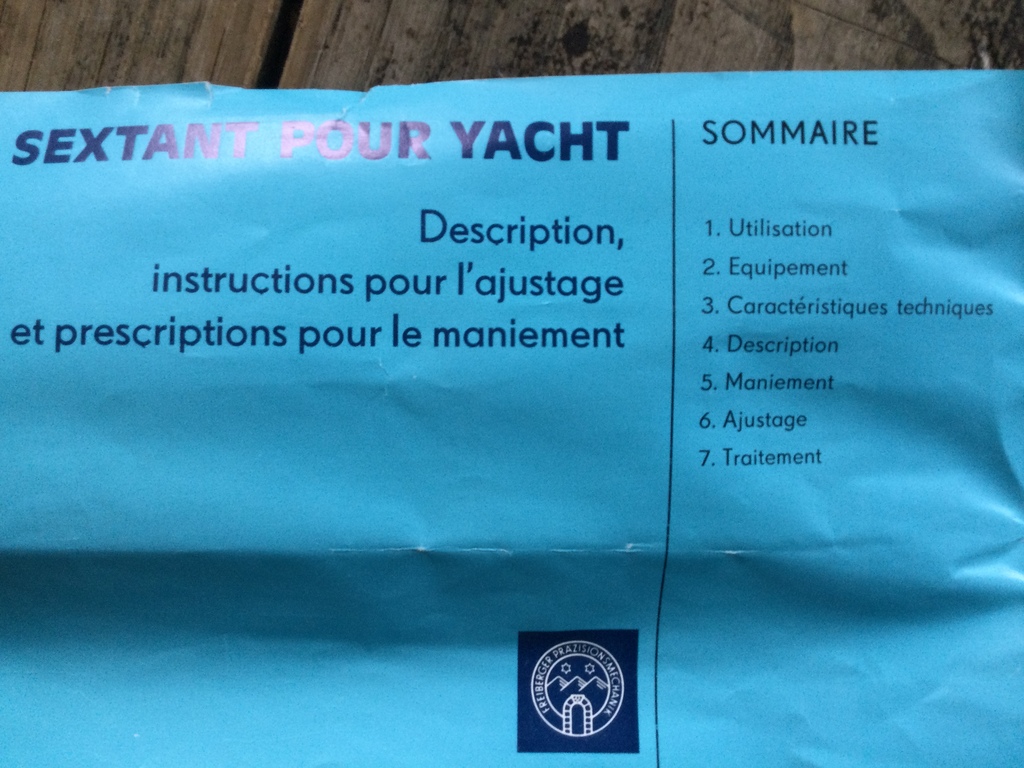 SEXTANT POUR YACHT
Description,
instructions pour l'ajustage
et prescriptions pour le maniement
SOMMAIRE
1. Utilisation
2. Equipement
3. Caractéristiques techniques
4. Description
5. Maniement
6. Ajustage
7. Traitement
FREIBERGER PRÄZISIONSMECHANIK